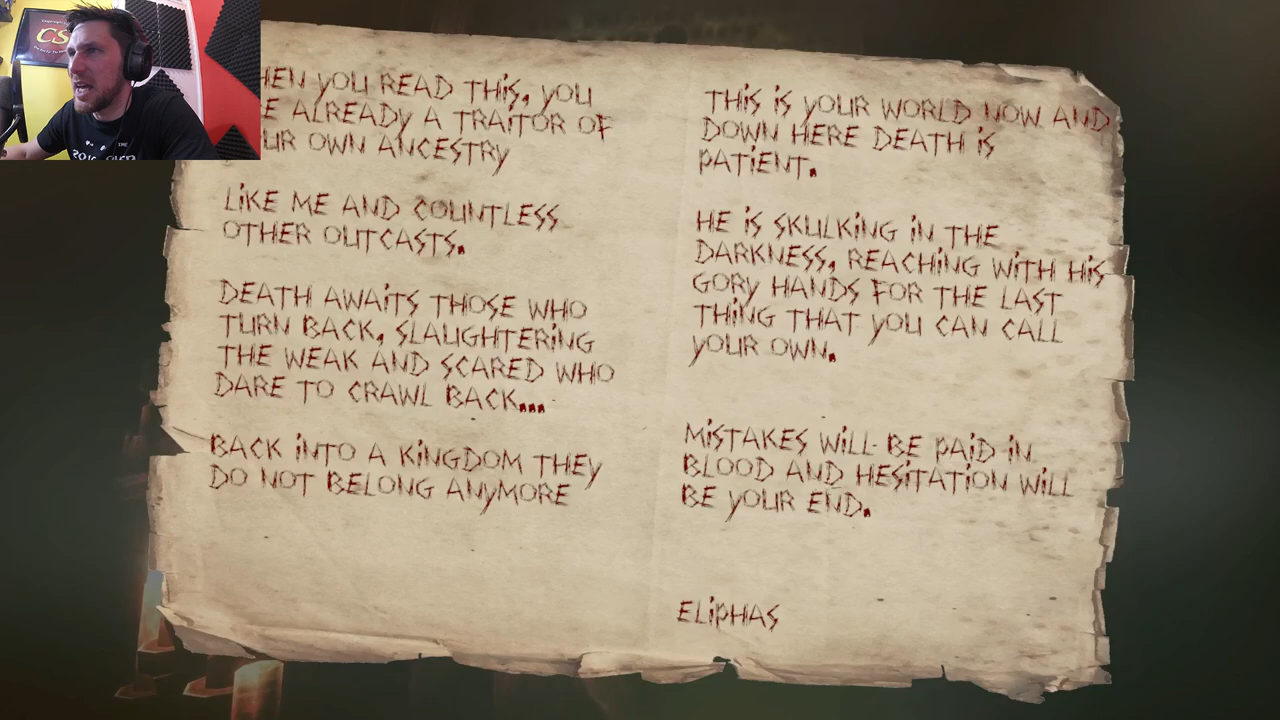 CS
HEN YOU READ THIS, YOU
E ALREADY A TRAITOR OF
UR OWN ANCESTRY
LIKE ME AND COUNTLESS
OTHER OUTCASTS.
DEATH AWAITS THOSE WHO
TURN BACK, SLAUGHTERING
THE WEAK AND SCARED WHO
DARE TO CRAWL BACK...
BACK INTO A KINGDOM THEY
DO NOT BELONG ANYMORE
THIS IS YOUR WORLD NOW AND
DOWN HERE DEATH IS
PATIENT.
HE IS SKULKING IN THE
DARKNESS, REACHING WITH HIS
GORY HANDS FOR THE LAST
THING THAT YOU CAN CALL
YOUR OWN.
MISTAKES WILL BE PAID IN
BLOOD AND HESITATION WILL
BE YOUR END.
ELIPHAS